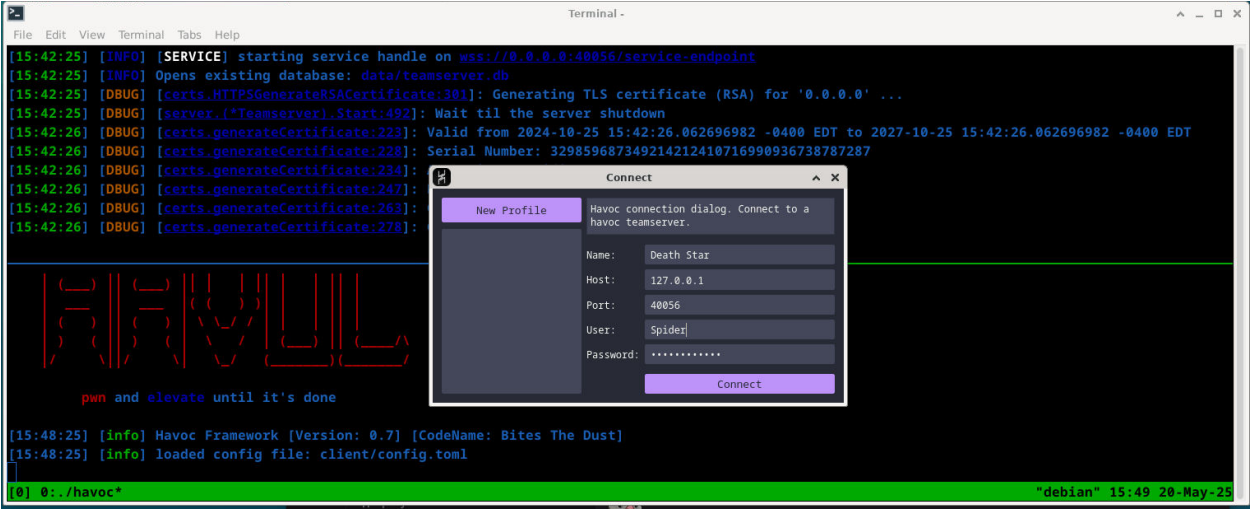 Terminal -
File Edit View Terminal Tabs Help
[15:42:25] [INFO] [SERVICE] starting service handle on wss://0.0.0.0:40056/service-endpoint
[15:42:25] [INFO] Opens existing database: data/teamserver.db
[15:42:25] [DBUG] [certs.HTTPSGenerateRSACertificate:301]: Generating TLS certificate (RSA) for '0.0.0.0' ...
[15:42:25] [DBUG] [server.(*Teamserver).Start:492]: Wait til the server shutdown
[15:42:26] [DBUG] [certs.generateCertificate:223]: Valid from 2024-10-25 15:42:26.062696982 -0400 EDT to 2027-10-25 15:42:26.062696982 -0400 EDT
[15:42:26] [DBUG] [certs.generateCertificate:228]: Serial Number: 329859687349214212410716990936738787287
[15:42:26] [DBUG] [certs.generateCertificate:234]:
[15:42:26] [DBUG] [certs.generateCertificate:247]:
[15:42:26] [DBUG] [certs.generateCertificate:263]:
[15:42:26] [DBUG] [certs.generateCertificate:278]:
Connect
New Profile
Havoc connection dialog. Connect to a
havoc teamserver.
Name: Death Star
Host: 127.0.0.1
Port: 40056
User: Spider
Password: ••••••••••••
Connect
HAVOC
pwn and elevate until it's done
[15:48:25] [info] Havoc Framework [Version: 0.7] [CodeName: Bites The Dust]
[15:48:25] [info] loaded config file: client/config.toml
[0] 0:./havoc* "debian" 15:49 20-May-25